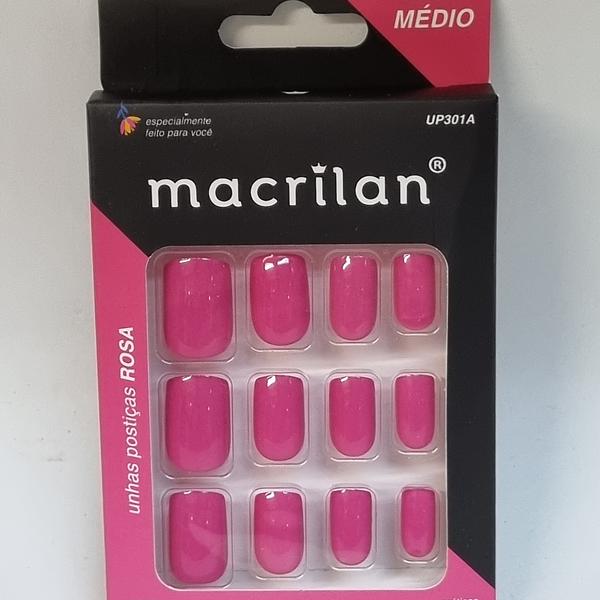 MÉDIO
especialmente
feito para você
UP301A
macrilan®
unhas postiças ROSA